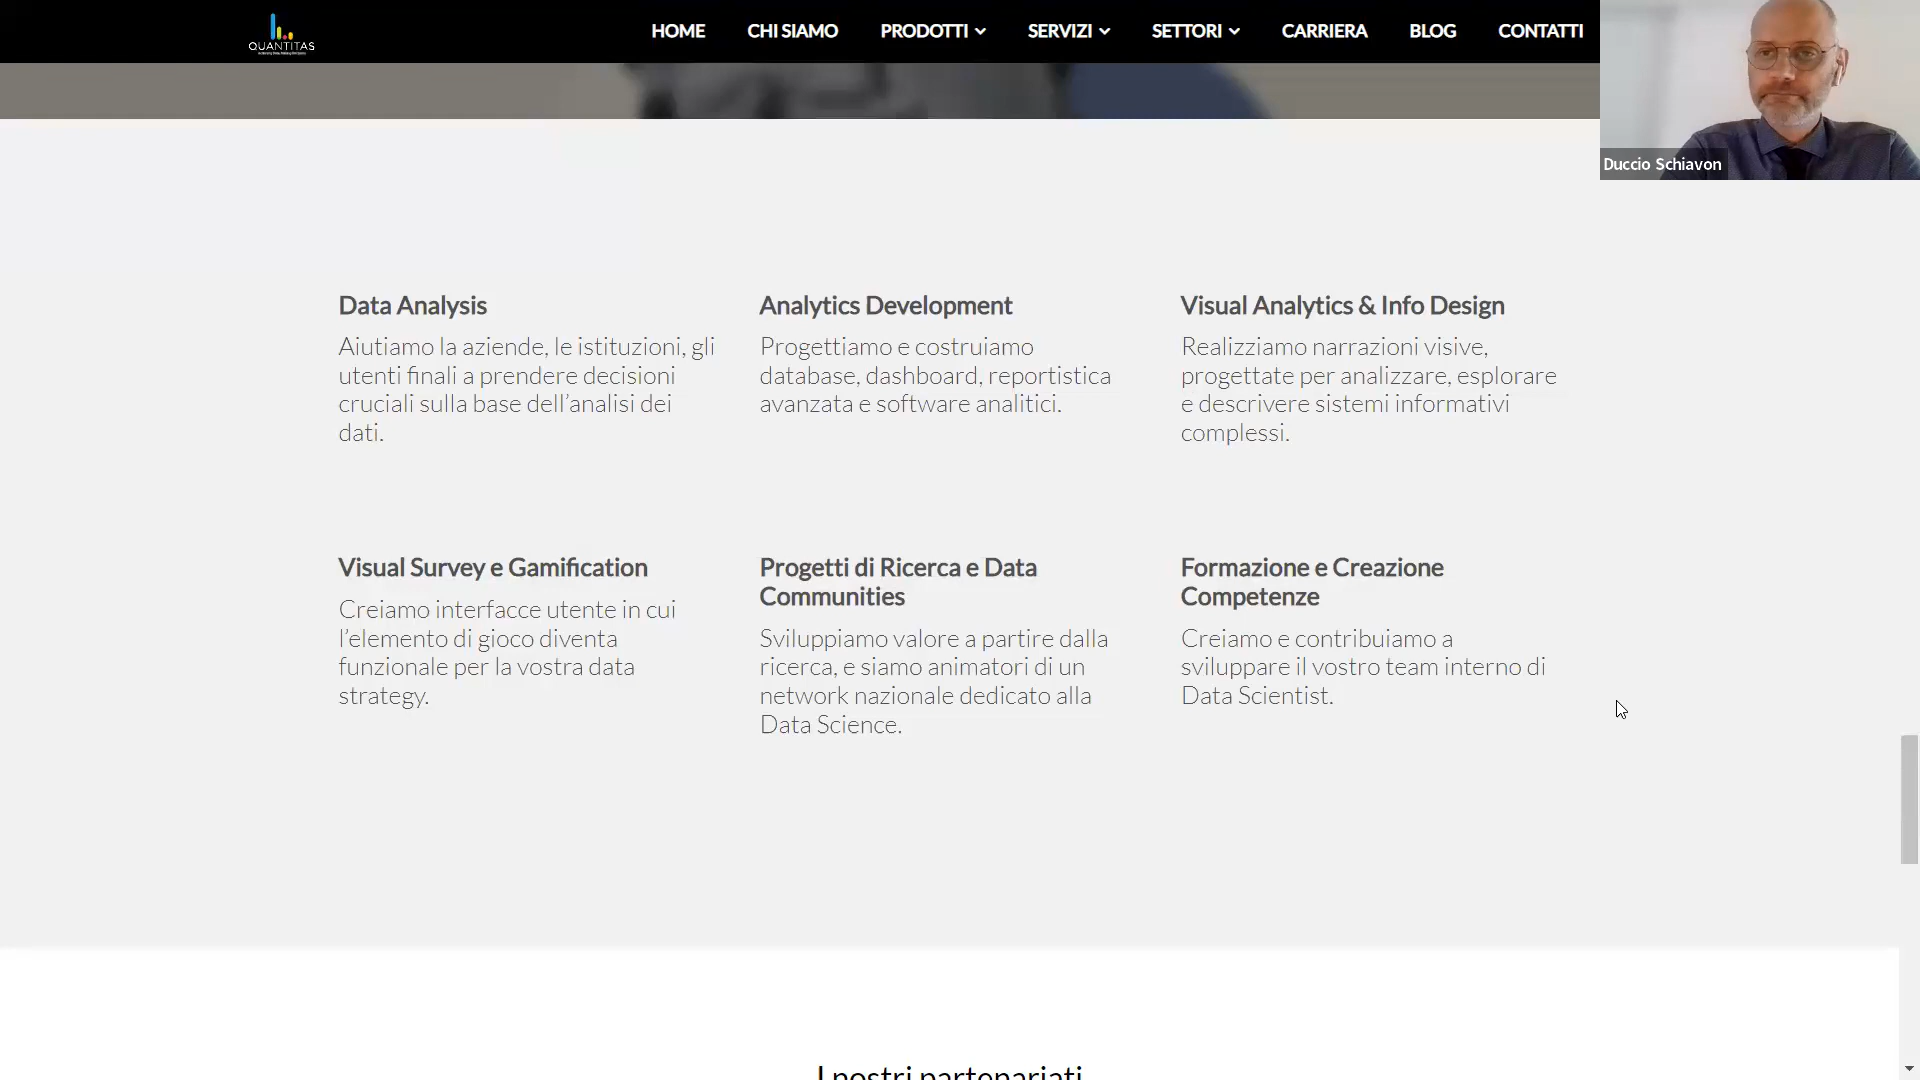 QUANTITAS
HOME CHI SIAMO PRODOTTI SERVIZI SETTORI CARRIERA BLOG CONTATTI
Duccio Schiavon
Data Analysis
Aiutiamo la aziende, le istituzioni, gli
utenti finali a prendere decisioni
cruciali sulla base dell’analisi dei
dati.
Analytics Development
Progettiamo e costruiamo
database, dashboard, reportistica
avanzata e software analitici.
Visual Analytics & Info Design
Realizziamo narrazioni visive,
progettate per analizzare, esplorare
e descrivere sistemi informativi
complessi.
Visual Survey e Gamification
Creiamo interfacce utente in cui
l’elemento di gioco diventa
funzionale per la vostra data
strategy.
Progetti di Ricerca e Data
Communities
Sviluppiamo valore a partire dalla
ricerca, e siamo animatori di un
network nazionale dedicato alla
Data Science.
Formazione e Creazione
Competenze
Creiamo e contribuiamo a
sviluppare il vostro team interno di
Data Scientist.
I nostri partenariati